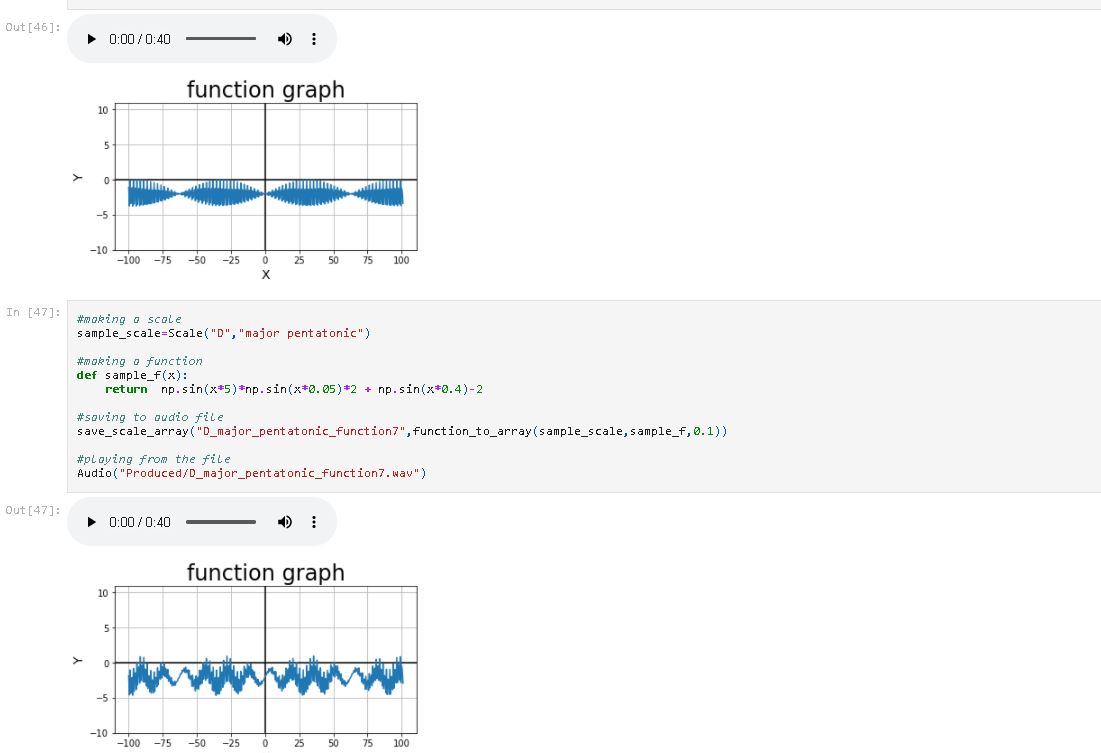 Out[46]:
0:00 / 0:40
function graph
10
5
0
−5
−10
Y
−100 −75 −50 −25 0 25 50 75 100
X
In [47]:
#making a scale
sample_scale=Scale("D","major pentatonic")
#making a function
def sample_f(x):
return np.sin(x*5)*np.sin(x*0.05)*2 + np.sin(x*0.4)-2
#saving to audio file
save_scale_array("D_major_pentatonic_function7",function_to_array(sample_scale,sample_f,0.1))
#playing from the file
Audio("Produced/D_major_pentatonic_function7.wav")
Out[47]:
0:00 / 0:40
function graph
10
5
0
−5
−10
Y
−100 −75 −50 −25 0 25 50 75 100